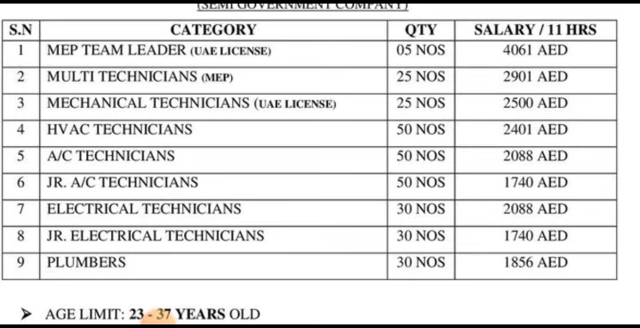 (SEMI GOVERNMENT COMPANY)
S.N CATEGORY QTY SALARY / 11 HRS
1 MEP TEAM LEADER (UAE LICENSE) 05 NOS 4061 AED
2 MULTI TECHNICIANS (MEP) 25 NOS 2901 AED
3 MECHANICAL TECHNICIANS (UAE LICENSE) 25 NOS 2500 AED
4 HVAC TECHNICIANS 50 NOS 2401 AED
5 A/C TECHNICIANS 50 NOS 2088 AED
6 JR. A/C TECHNICIANS 50 NOS 1740 AED
7 ELECTRICAL TECHNICIANS 30 NOS 2088 AED
8 JR. ELECTRICAL TECHNICIANS 30 NOS 1740 AED
9 PLUMBERS 30 NOS 1856 AED
➤ AGE LIMIT: 23 - 37 YEARS OLD